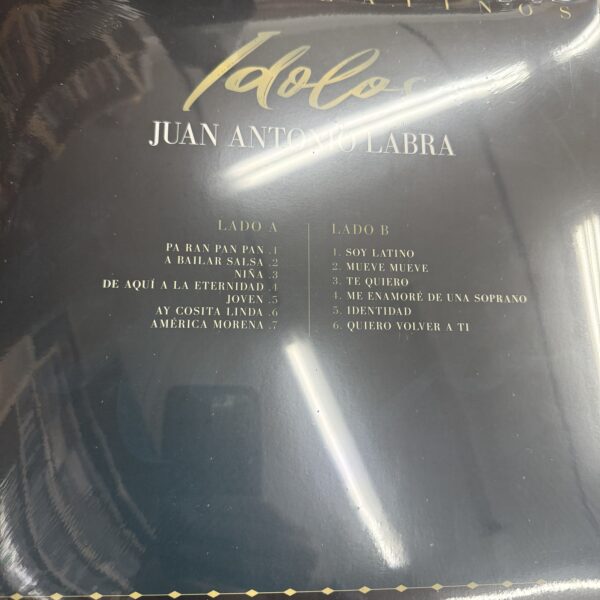 LATINOS
Idolos
JUAN ANTONIO LABRA
LADO A
PA RAN PAN PAN .1
A BAILAR SALSA .2
NIÑA .3
DE AQUÍ A LA ETERNIDAD .4
JOVEN .5
AY COSITA LINDA .6
AMÉRICA MORENA .7
LADO B
1. SOY LATINO
2. MUEVE MUEVE
3. TE QUIERO
4. ME ENAMORÉ DE UNA SOPRANO
5. IDENTIDAD
6. QUIERO VOLVER A TI